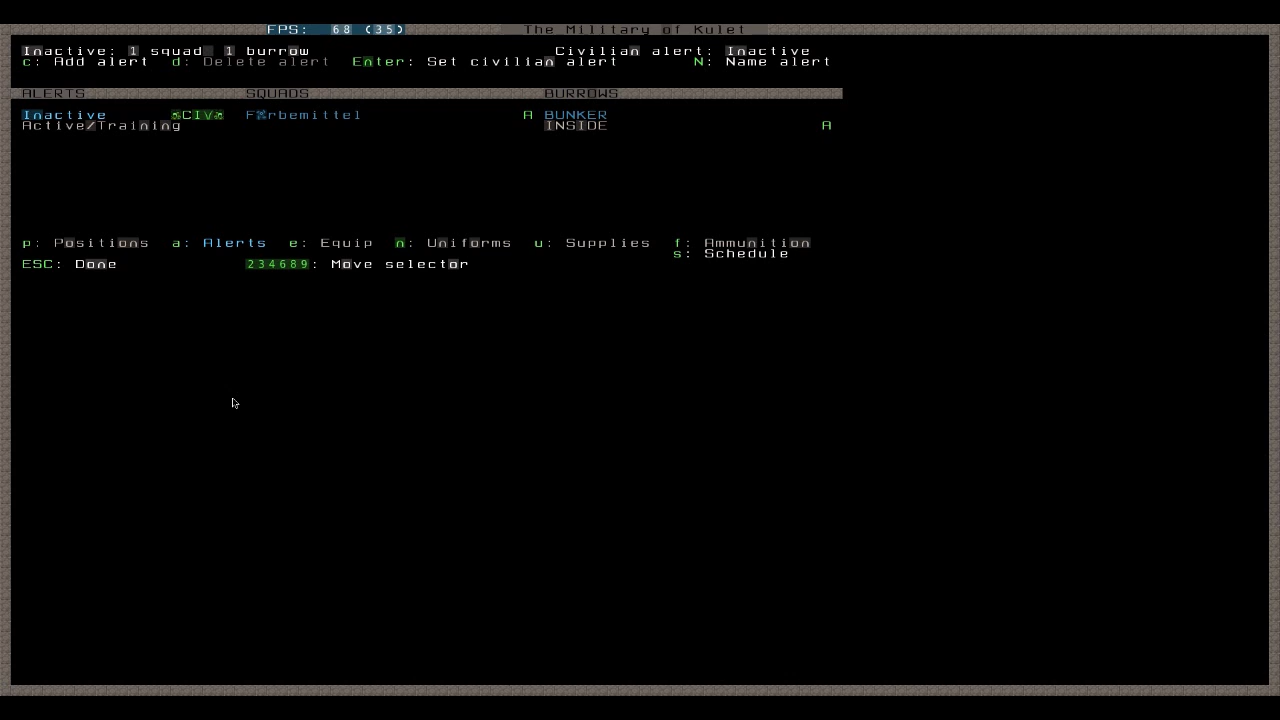 FPS: 68 (35) The Military of Kulet
Inactive: 1 squad 1 burrow Civilian alert: Inactive
c: Add alert d: Delete alert Enter: Set civilian alert N: Name alert
ALERTS SQUADS BURROWS
Inactive CIV A BUNKER
Active/Training INSIDE A
p: Positions a: Alerts e: Equip n: Uniforms u: Supplies f: Ammunition
s: Schedule
ESC: Done 234689: Move selector